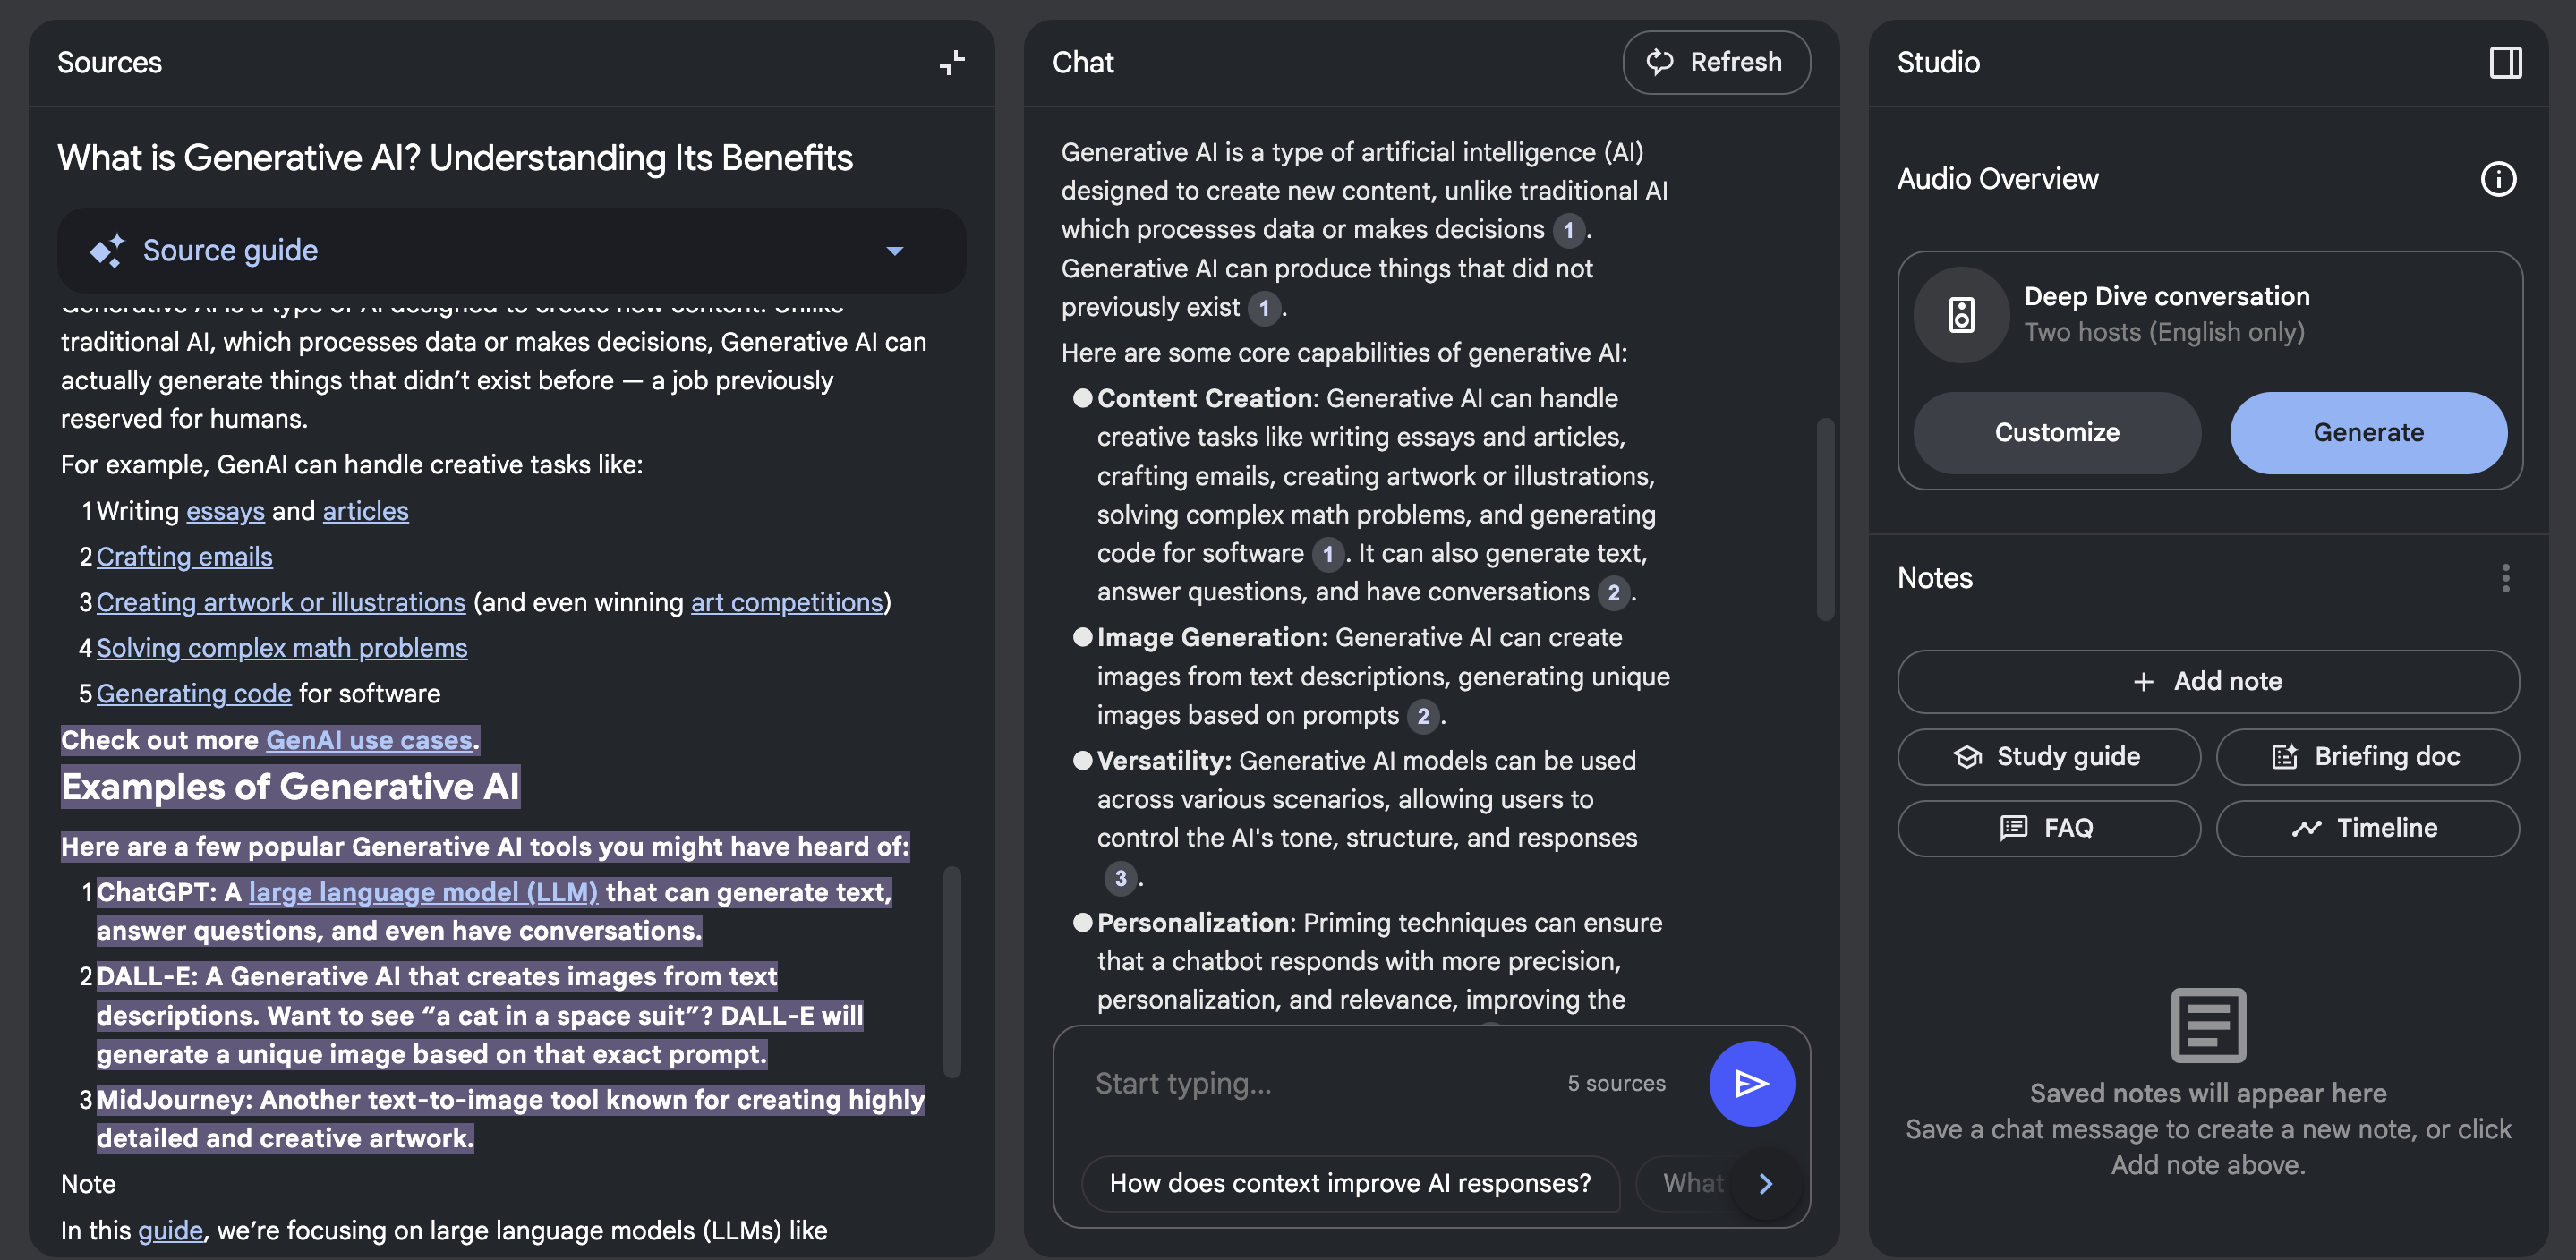 Sources
What is Generative AI? Understanding Its Benefits
Source guide
Generative AI is a type of AI designed to create new content. Unlike
traditional AI, which processes data or makes decisions, Generative AI can
actually generate things that didn’t exist before — a job previously
reserved for humans.
For example, GenAI can handle creative tasks like:
1 Writing essays and articles
2 Crafting emails
3 Creating artwork or illustrations (and even winning art competitions)
4 Solving complex math problems
5 Generating code for software
Check out more GenAI use cases.
Examples of Generative AI
Here are a few popular Generative AI tools you might have heard of:
1 ChatGPT: A large language model (LLM) that can generate text,
answer questions, and even have conversations.
2 DALL-E: A Generative AI that creates images from text
descriptions. Want to see “a cat in a space suit”? DALL-E will
generate a unique image based on that exact prompt.
3 MidJourney: Another text-to-image tool known for creating highly
detailed and creative artwork.
Note
In this guide, we’re focusing on large language models (LLMs) like
Chat
Refresh
Generative AI is a type of artificial intelligence (AI)
designed to create new content, unlike traditional AI
which processes data or makes decisions 1.
Generative AI can produce things that did not
previously exist 1.
Here are some core capabilities of generative AI:
● Content Creation: Generative AI can handle
creative tasks like writing essays and articles,
crafting emails, creating artwork or illustrations,
solving complex math problems, and generating
code for software 1. It can also generate text,
answer questions, and have conversations 2.
● Image Generation: Generative AI can create
images from text descriptions, generating unique
images based on prompts 2.
● Versatility: Generative AI models can be used
across various scenarios, allowing users to
control the AI's tone, structure, and responses
3.
● Personalization: Priming techniques can ensure
that a chatbot responds with more precision,
personalization, and relevance, improving the
Start typing...
5 sources
How does context improve AI responses?
What
Studio
Audio Overview
Deep Dive conversation
Two hosts (English only)
Customize
Generate
Notes
+ Add note
Study guide
Briefing doc
FAQ
Timeline
Saved notes will appear here
Save a chat message to create a new note, or click
Add note above.